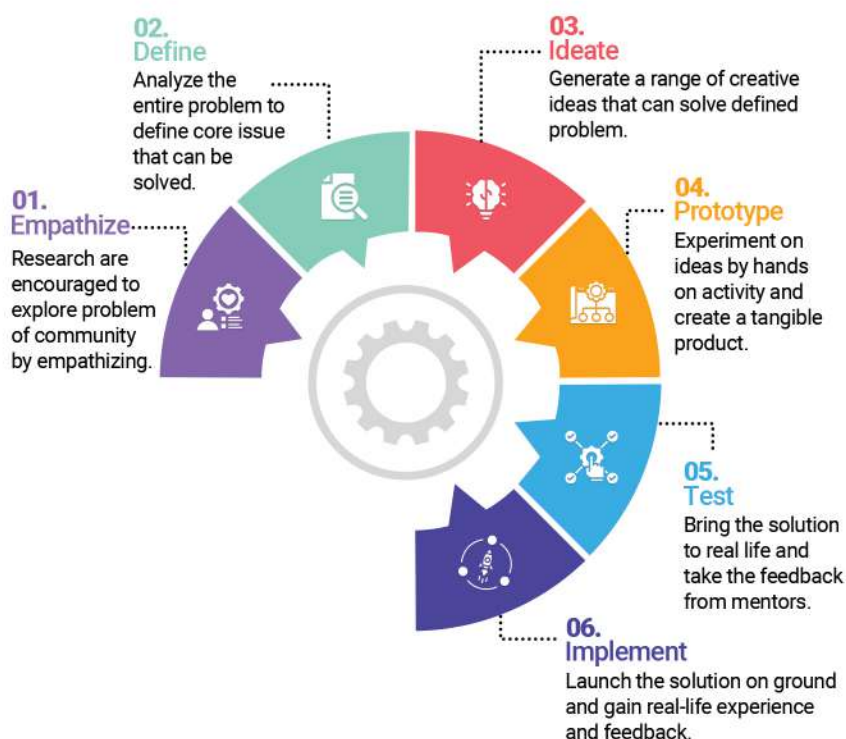 01.
Empathize
Research are
encouraged to
explore problem
of community
by empathizing.
02.
Define
Analyze the
entire problem to
define core issue
that can be
solved.
03.
Ideate
Generate a range of creative
ideas that can solve defined
problem.
04.
Prototype
Experiment on
ideas by hands
on activity and
create a tangible
product.
05.
Test
Bring the solution
to real life and
take the feedback
from mentors.
06.
Implement
Launch the solution on ground
and gain real-life experience
and feedback.